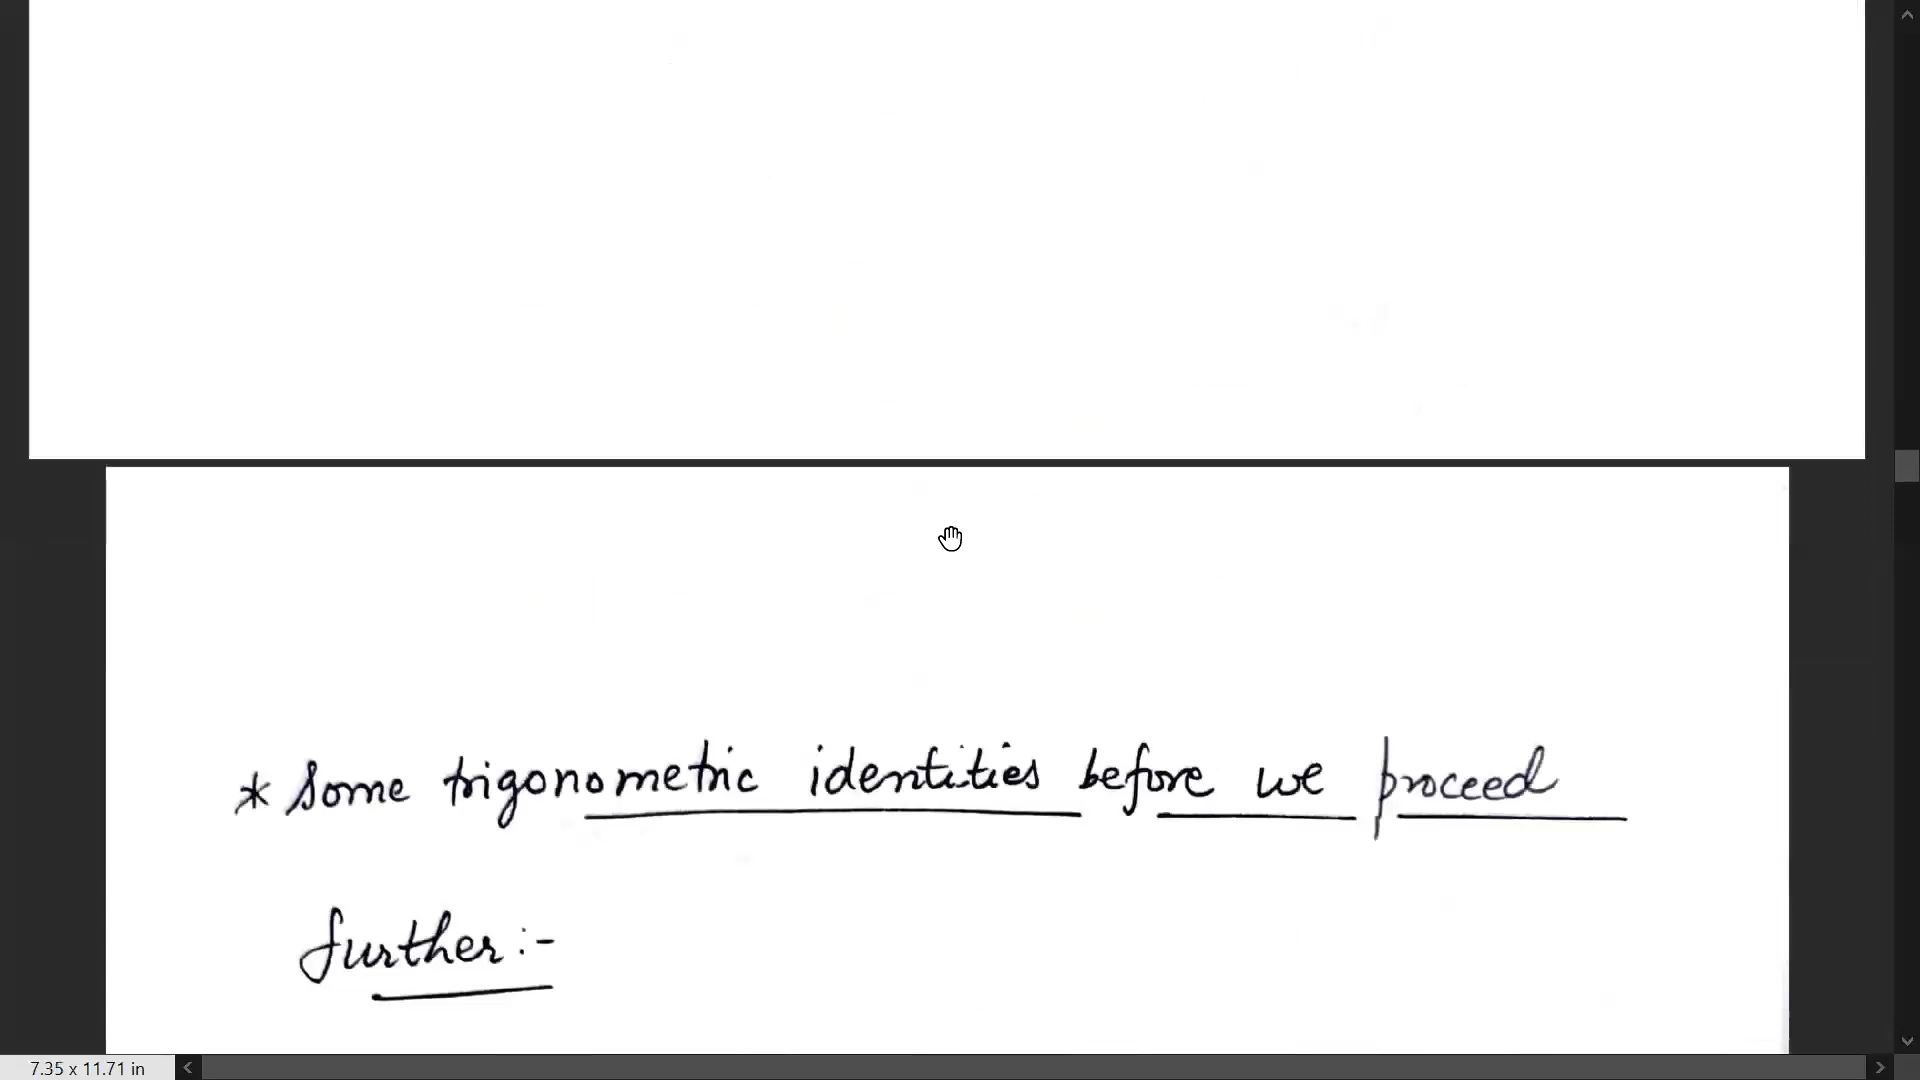 * Some trigonometric identities before we proceed
further :-
7.35 x 11.71 in